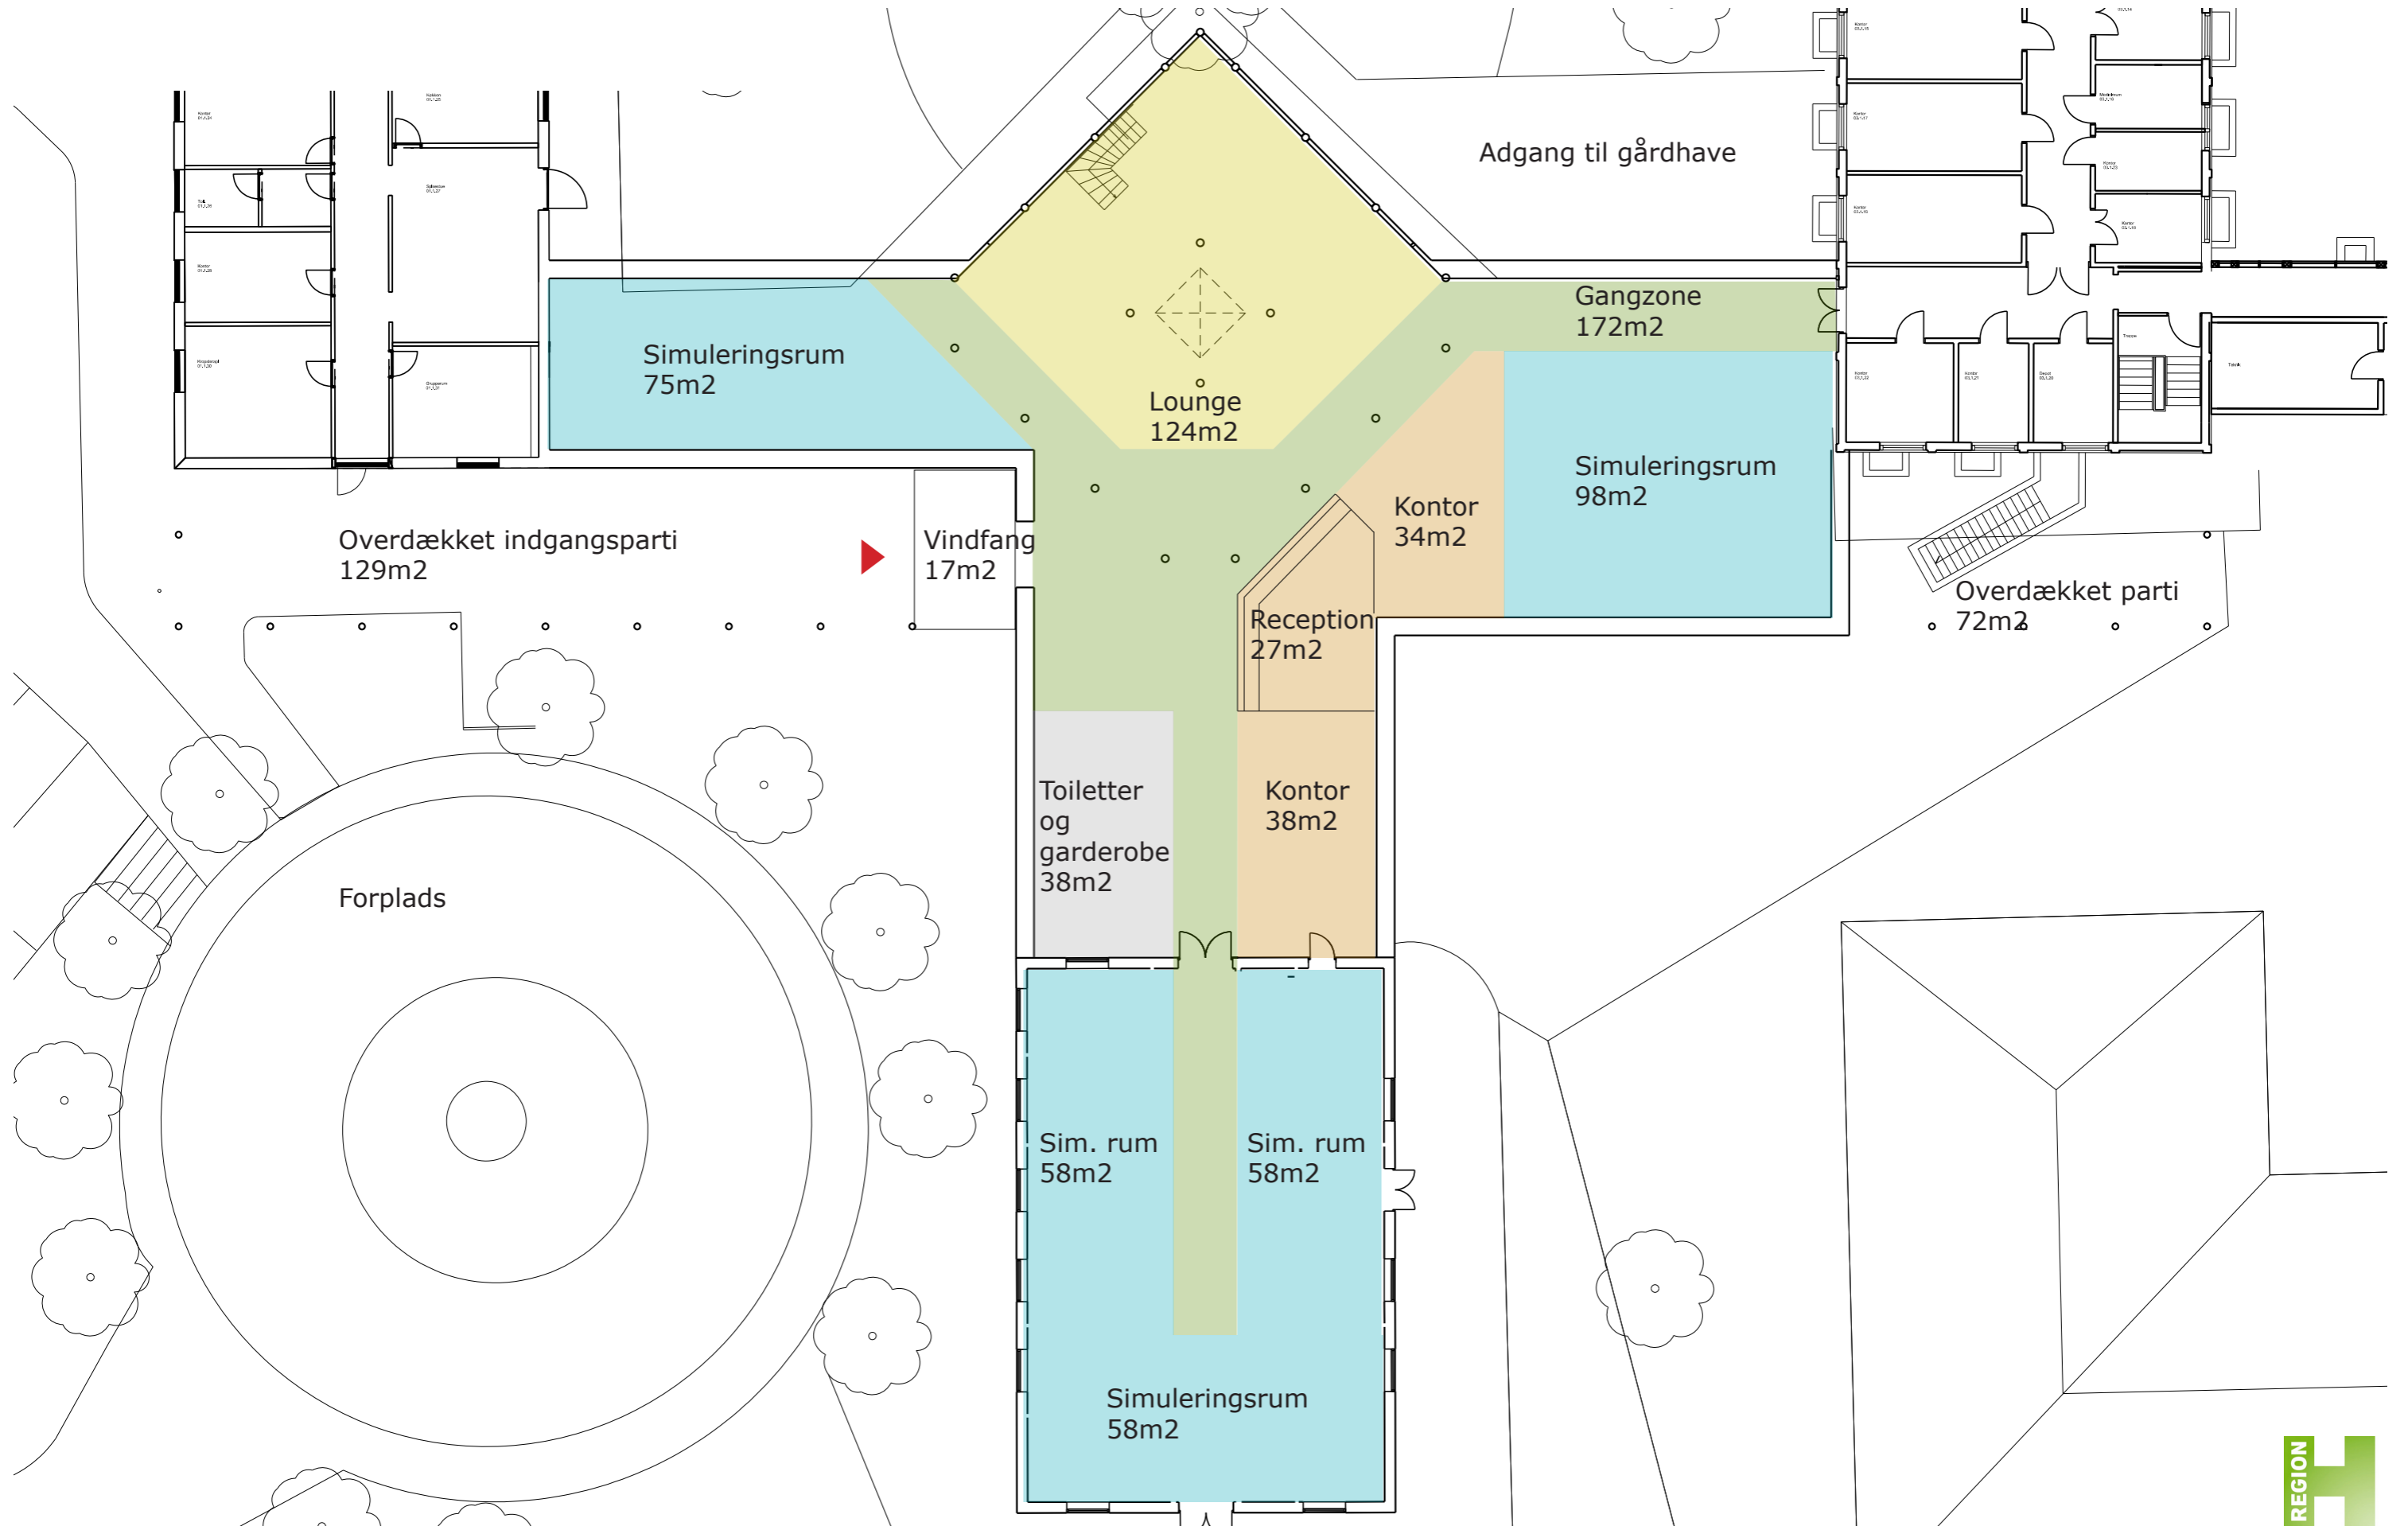 Adgang til gårdhave
Gangzone
172m2
Simuleringsrum
75m2
Lounge
124m2
Simuleringsrum
98m2
Kontor
34m2
Overdækket indgangsparti
129m2
Vindfang
17m2
Reception
27m2
Overdækket parti
72m2
Toiletter
og
garderobe
38m2
Kontor
38m2
Forplads
Sim. rum
58m2
Sim. rum
58m2
Simuleringsrum
58m2
REGION
H